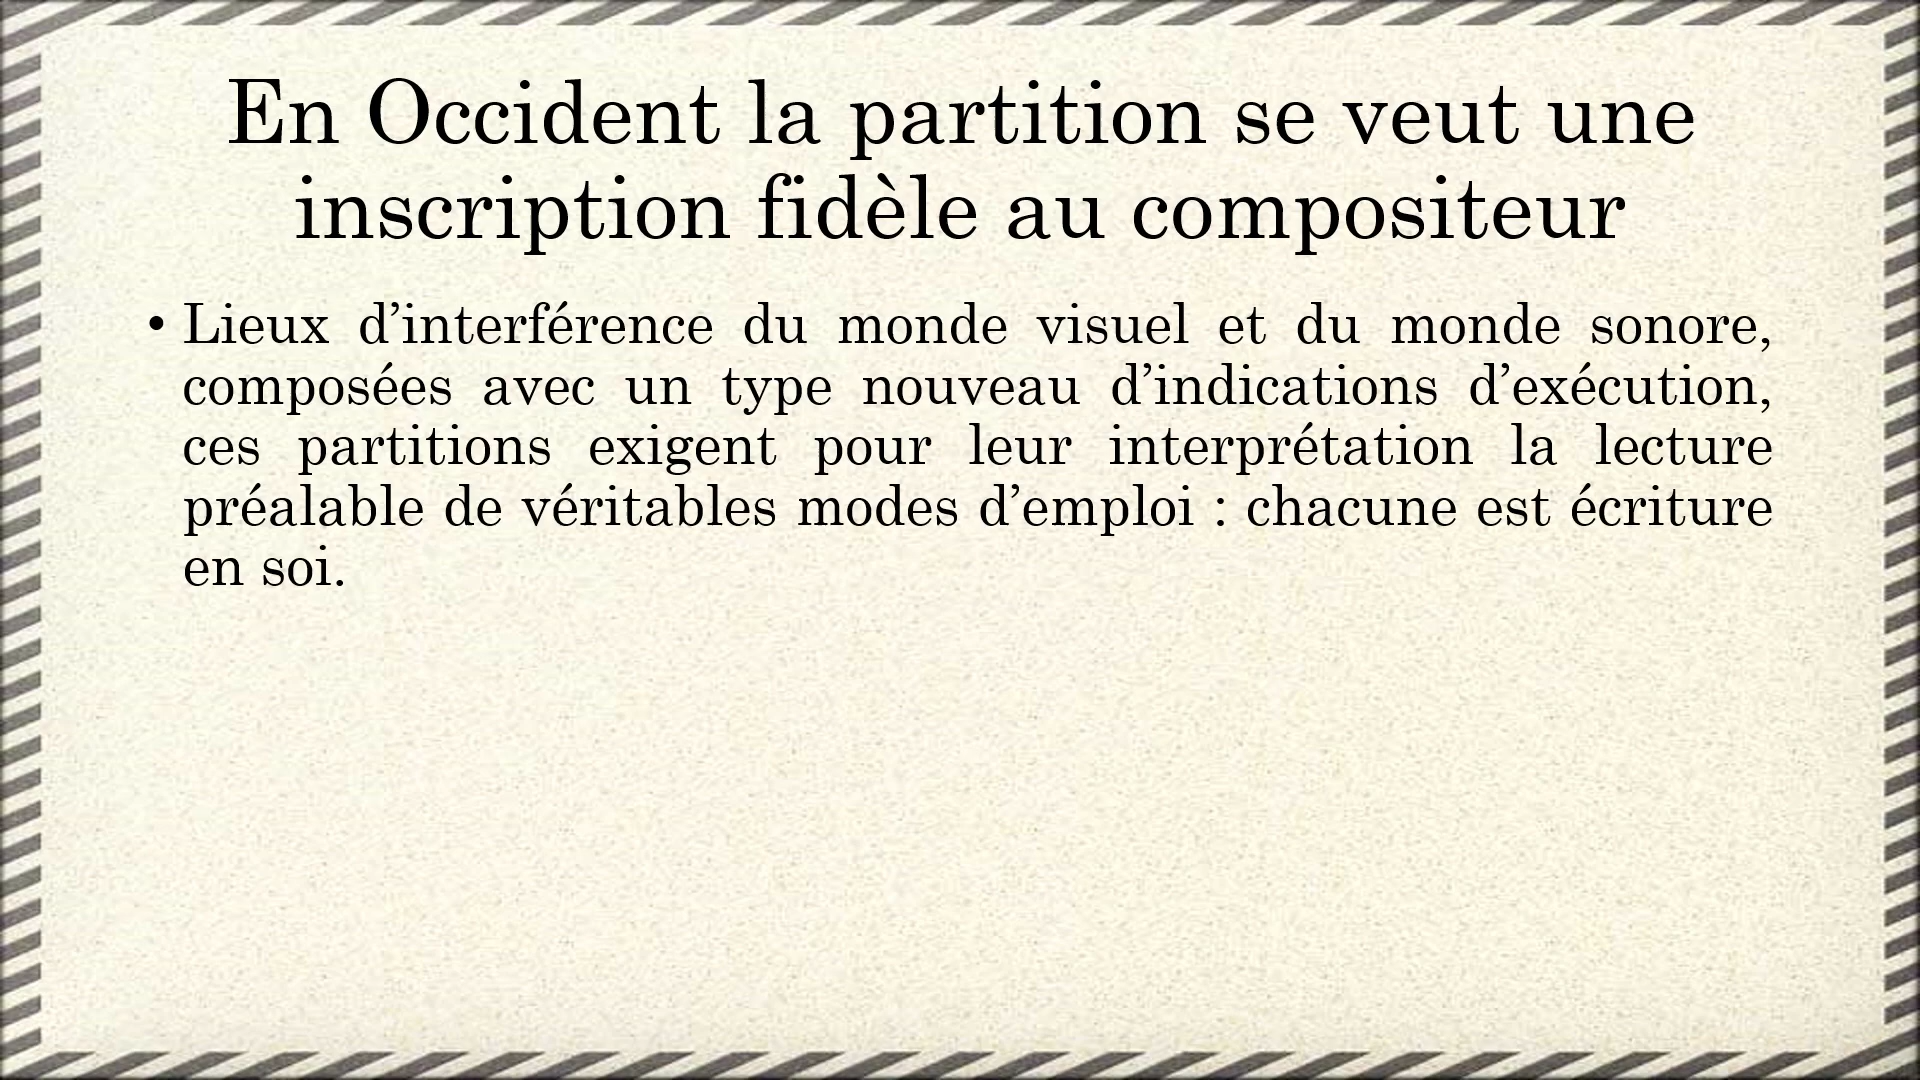 En Occident la partition se veut une
inscription fidèle au compositeur
• Lieux d’interférence du monde visuel et du monde sonore,
composées avec un type nouveau d’indications d’exécution,
ces partitions exigent pour leur interprétation la lecture
préalable de véritables modes d’emploi : chacune est écriture
en soi.